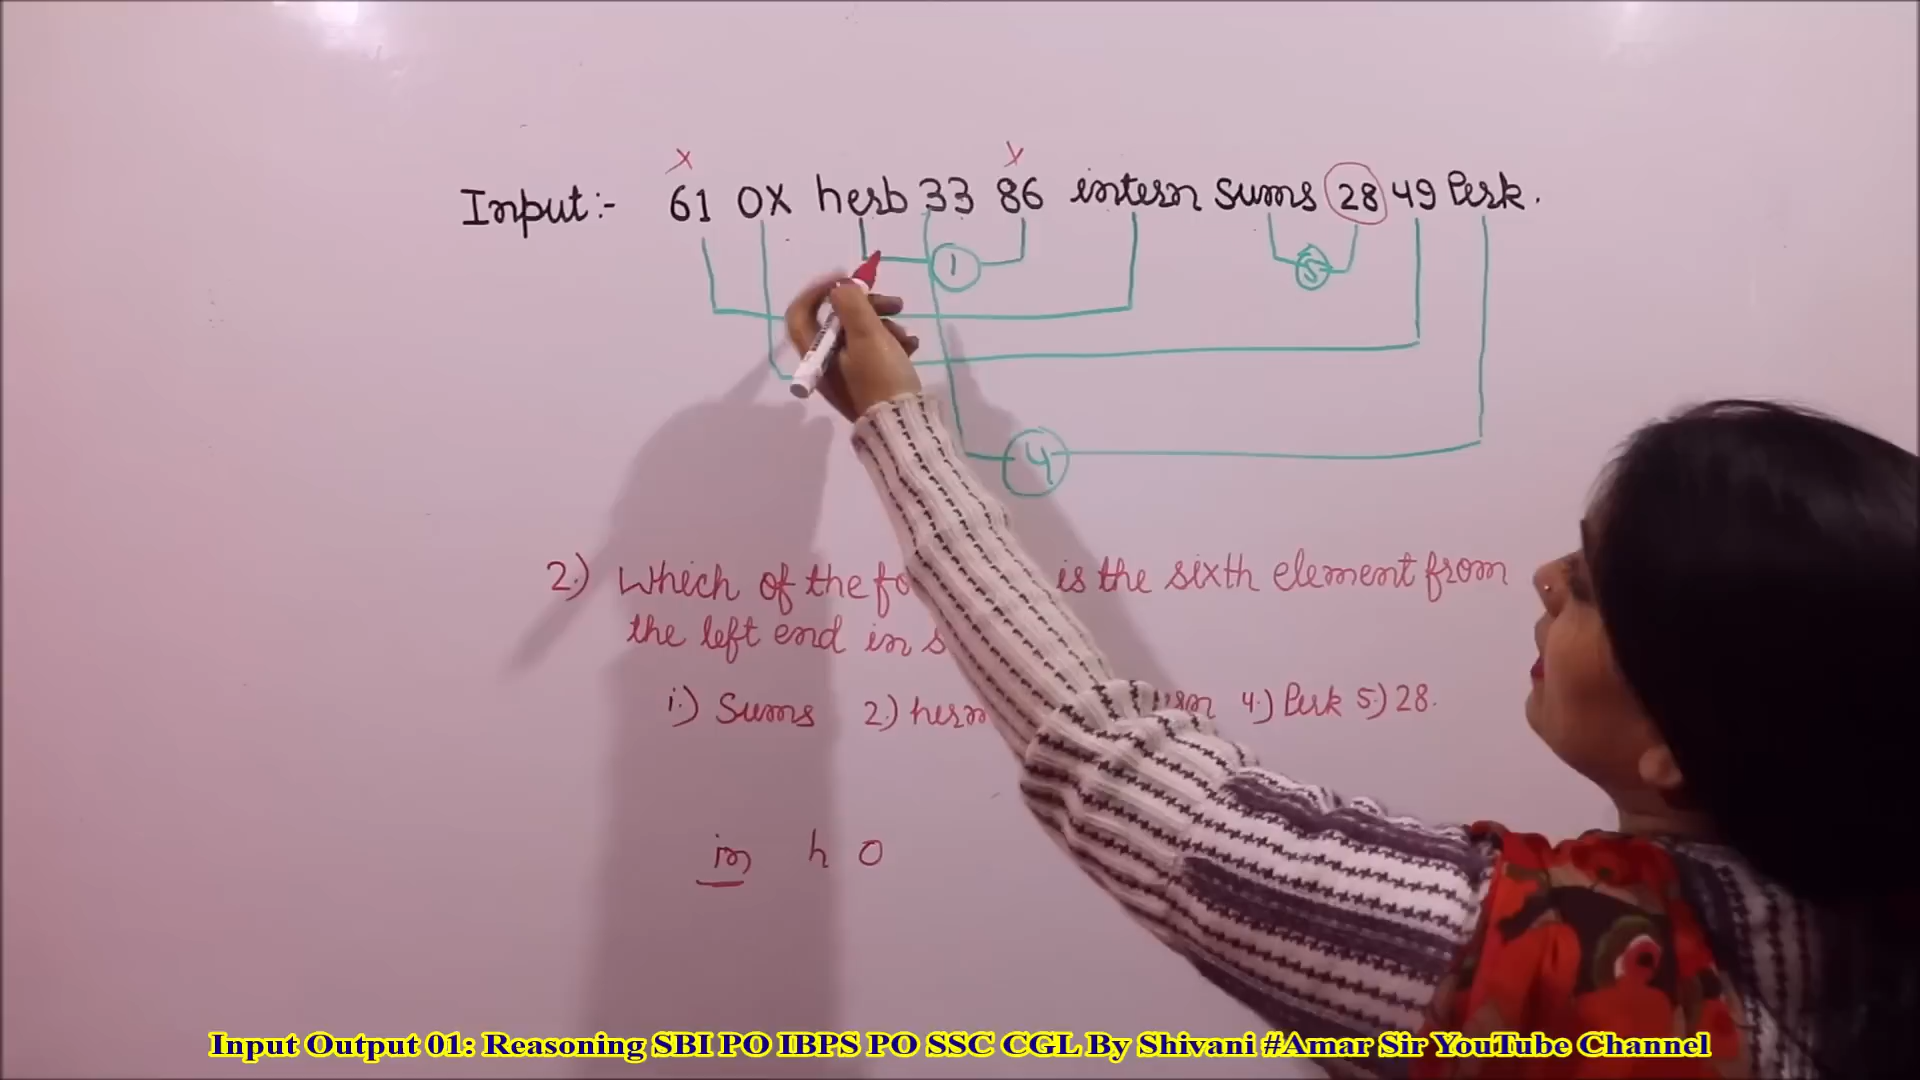 x x
Input:- 61 OX herb 33 86 intern sums 28 49 Perk.
1 5
4
2.) Which of the is the sixth element from
the left end in
i.) Sums 2.) herm 4.) Perk 5.) 28.
in h O
Input Output 01: Reasoning SBI PO IBPS PO SSC CGL By Shivani #Amar Sir YouTube Channel